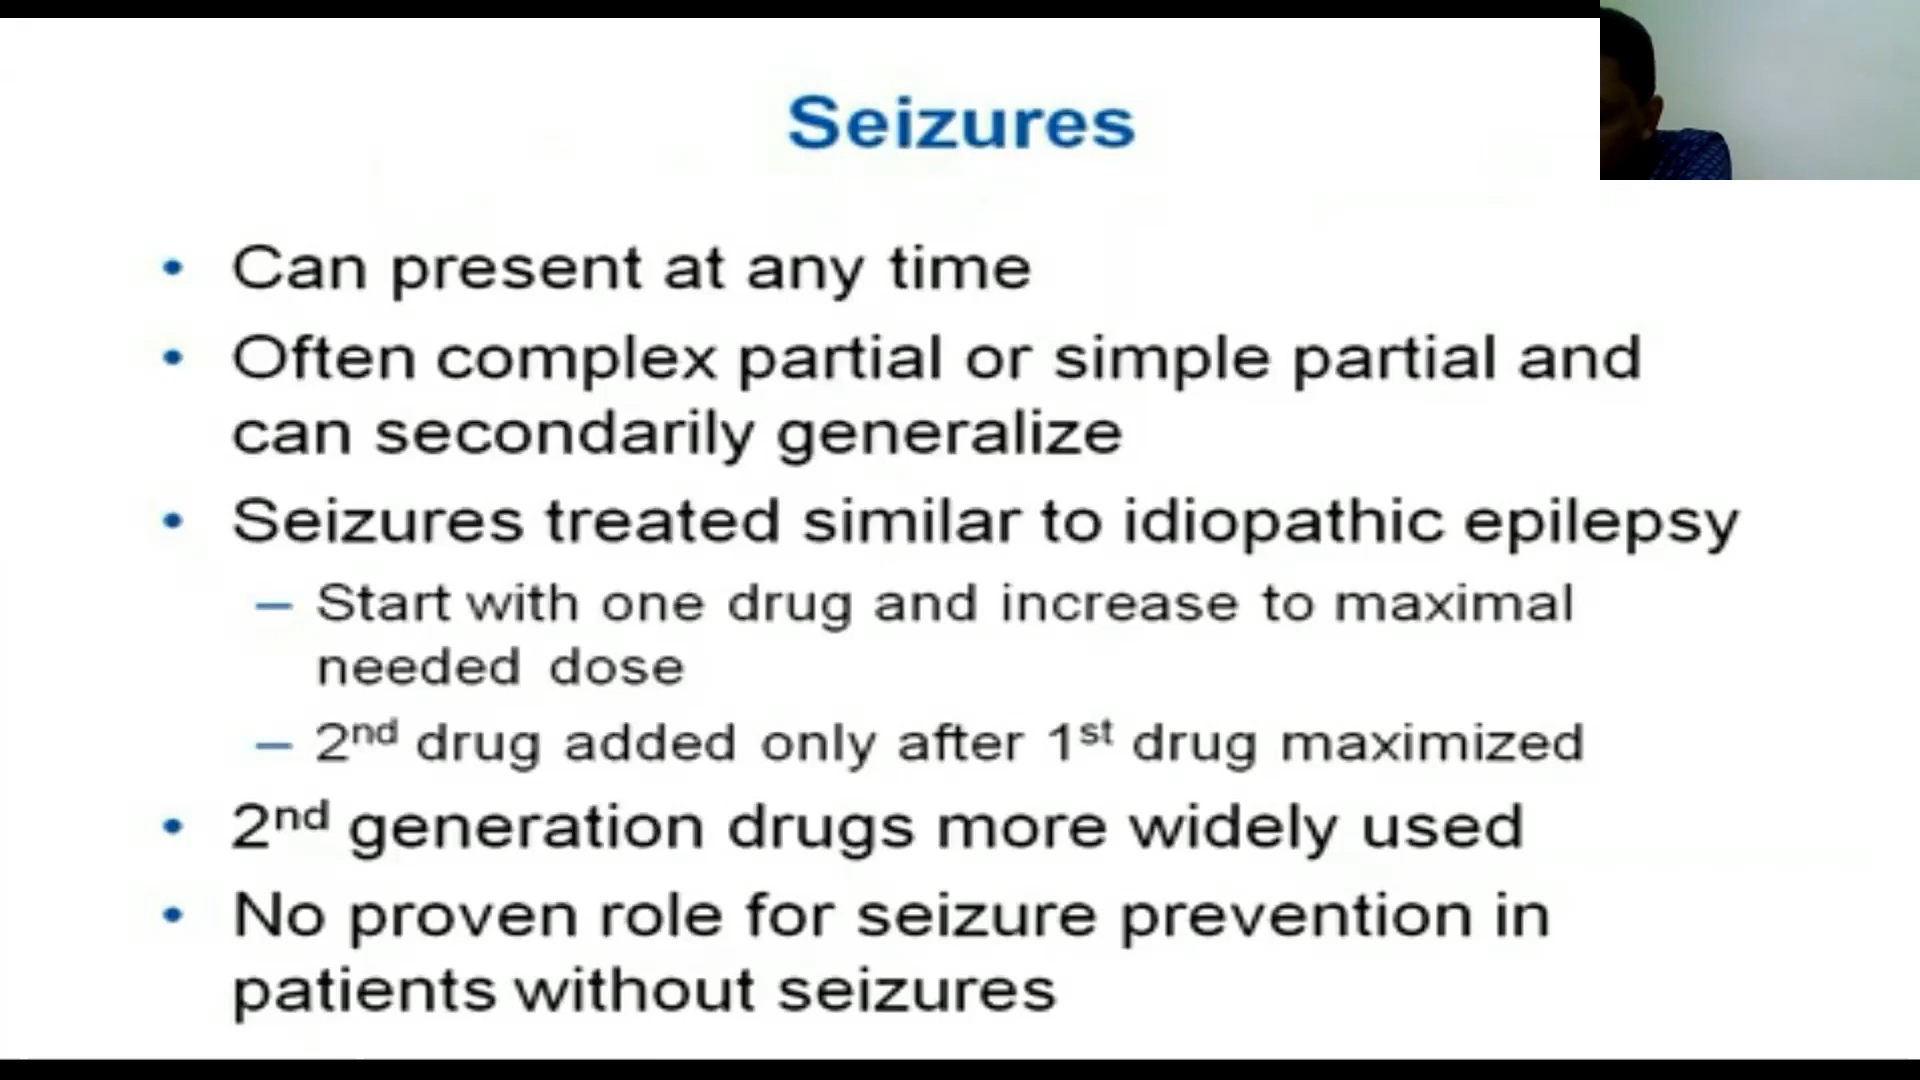 Seizures
• Can present at any time
• Often complex partial or simple partial and
can secondarily generalize
• Seizures treated similar to idiopathic epilepsy
– Start with one drug and increase to maximal
needed dose
– 2nd drug added only after 1st drug maximized
• 2nd generation drugs more widely used
• No proven role for seizure prevention in
patients without seizures